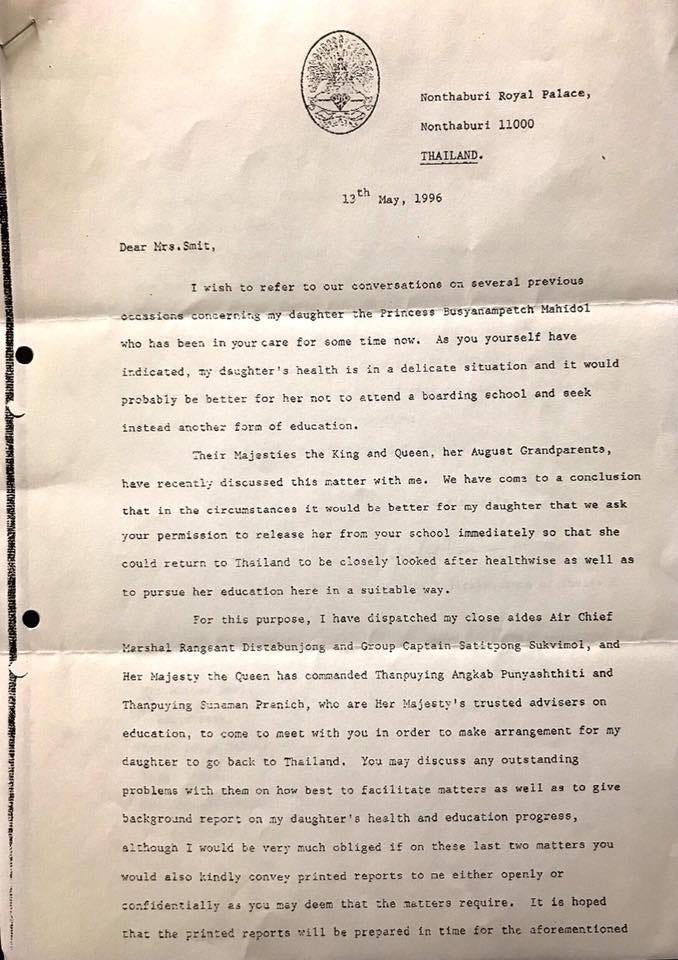 Nonthaburi Royal Palace,
Nonthaburi 11000
THAILAND.
13th May, 1996
Dear Mrs.Smit,
I wish to refer to our conversations on several previous
occasions concerning my daughter the Princess Busyanampetch Mahidol
who has been in your care for some time now. As you yourself have
indicated, my daughter's health is in a delicate situation and it would
probably be better for her not to attend a boarding school and seek
instead another form of education.
Their Majesties the King and Queen, her August Grandparents,
have recently discussed this matter with me. We have come to a conclusion
that in the circumstances it would be better for my daughter that we ask
your permission to release her from your school immediately so that she
could return to Thailand to be closely looked after healthwise as well as
to pursue her education here in a suitable way.
For this purpose, I have dispatched my close aides Air Chief
Marshal Rangsant Distabunjong and Group Captain Satitpong Sukvimol, and
Her Majesty the Queen has commanded Thanpuying Angkab Punyashthiti and
Thanpuying Sunaman Pranich, who are Her Majesty's trusted advisers on
education, to come to meet with you in order to make arrangement for my
daughter to go back to Thailand. You may discuss any outstanding
problems with them on how best to facilitate matters as well as to give
background report on my daughter's health and education progress,
although I would be very much obliged if on these last two matters you
would also kindly convey printed reports to me either openly or
confidentially as you may deem that the matters require. It is hoped
that the printed reports will be prepared in time for the aforementioned